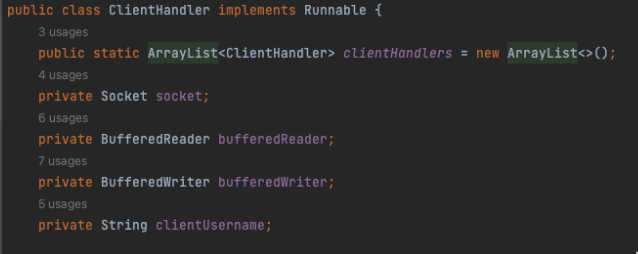 public class ClientHandler implements Runnable {
3 usages
public static ArrayList<ClientHandler> clientHandlers = new ArrayList<>();
4 usages
private Socket socket;
6 usages
private BufferedReader bufferedReader;
7 usages
private BufferedWriter bufferedWriter;
5 usages
private String clientUsername;